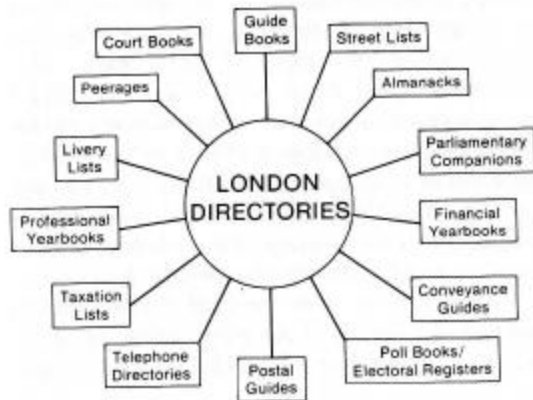 Guide
Books
Court Books
Street Lists
Peerages
Almanacks
Livery
Lists
Parliamentary
Companions
LONDON
DIRECTORIES
Professional
Yearbooks
Financial
Yearbooks
Taxation
Lists
Conveyance
Guides
Telephone
Directories
Postal
Guides
Poll Books/
Electoral Registers